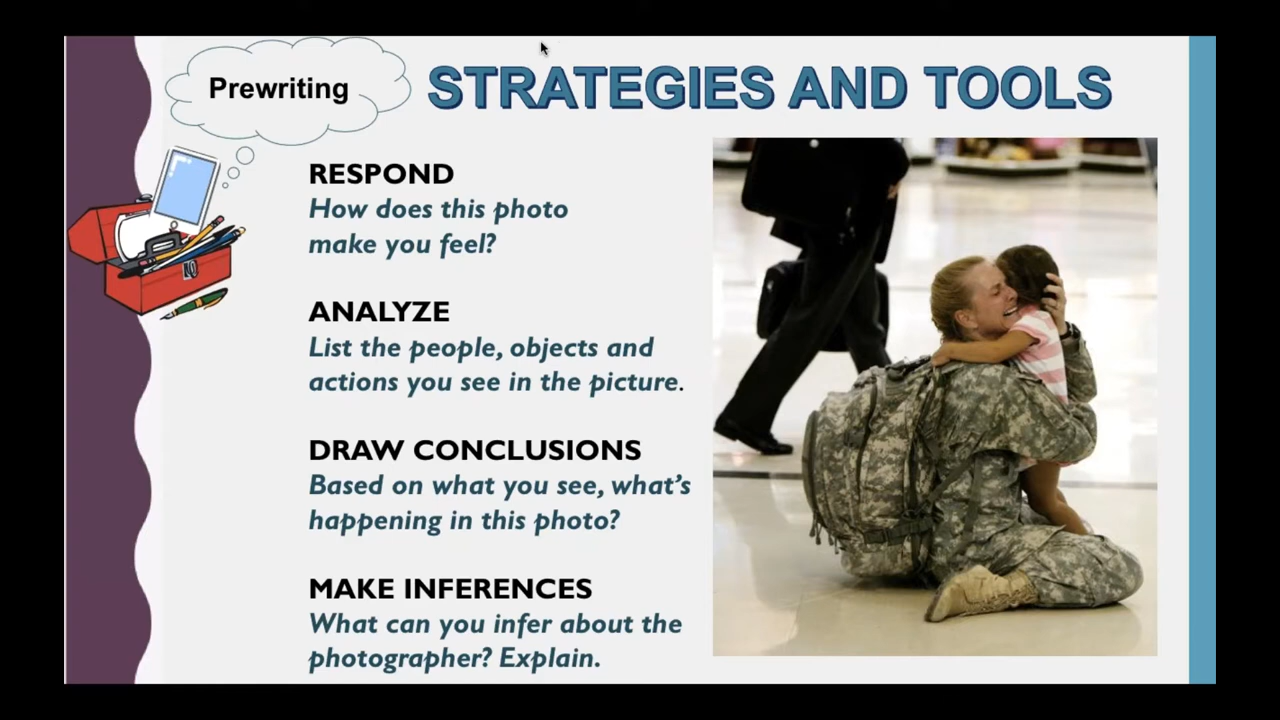 Prewriting
STRATEGIES AND TOOLS
RESPOND
How does this photo
make you feel?
ANALYZE
List the people, objects and
actions you see in the picture.
DRAW CONCLUSIONS
Based on what you see, what's
happening in this photo?
MAKE INFERENCES
What can you infer about the
photographer? Explain.